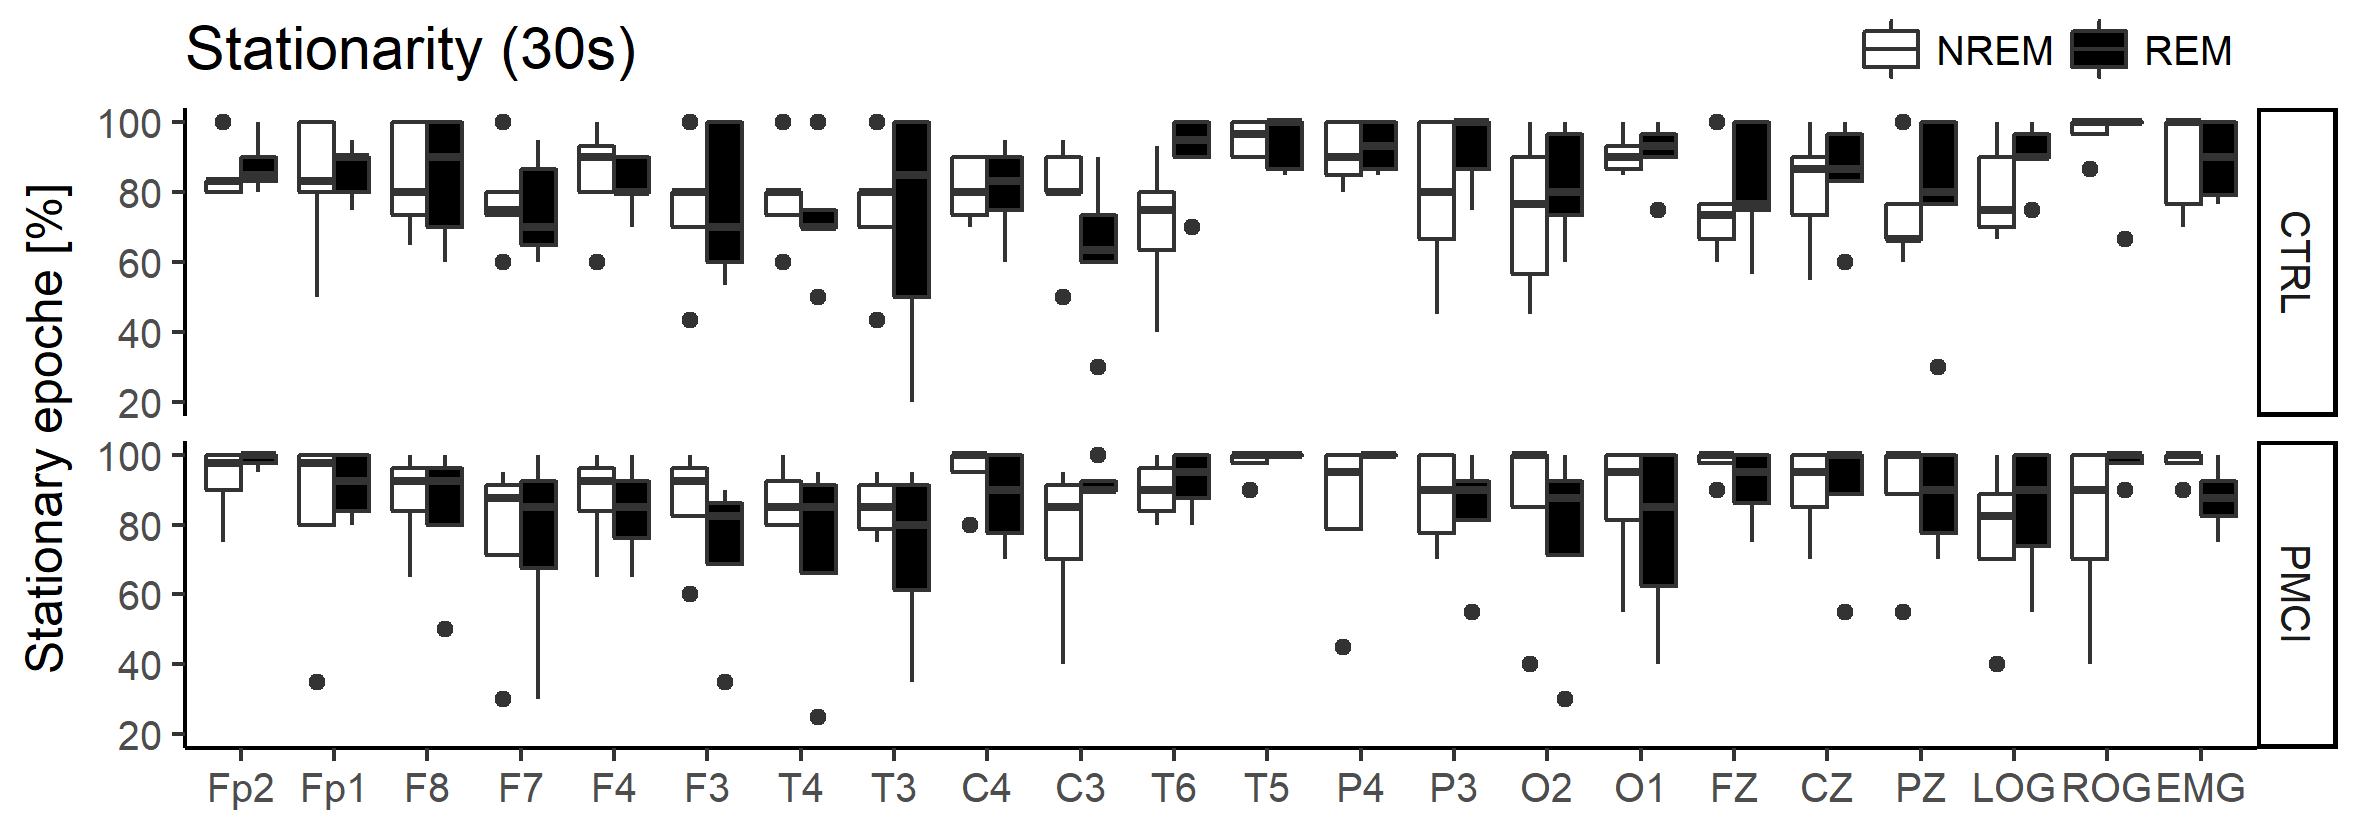 Stationarity (30s)
NREM REM
Stationary epoche [%]
100
80
60
40
20
CTRL
100
80
60
40
20
PMCI
Fp2 Fp1 F8 F7 F4 F3 T4 T3 C4 C3 T6 T5 P4 P3 O2 O1 FZ CZ PZ LOG ROG EMG